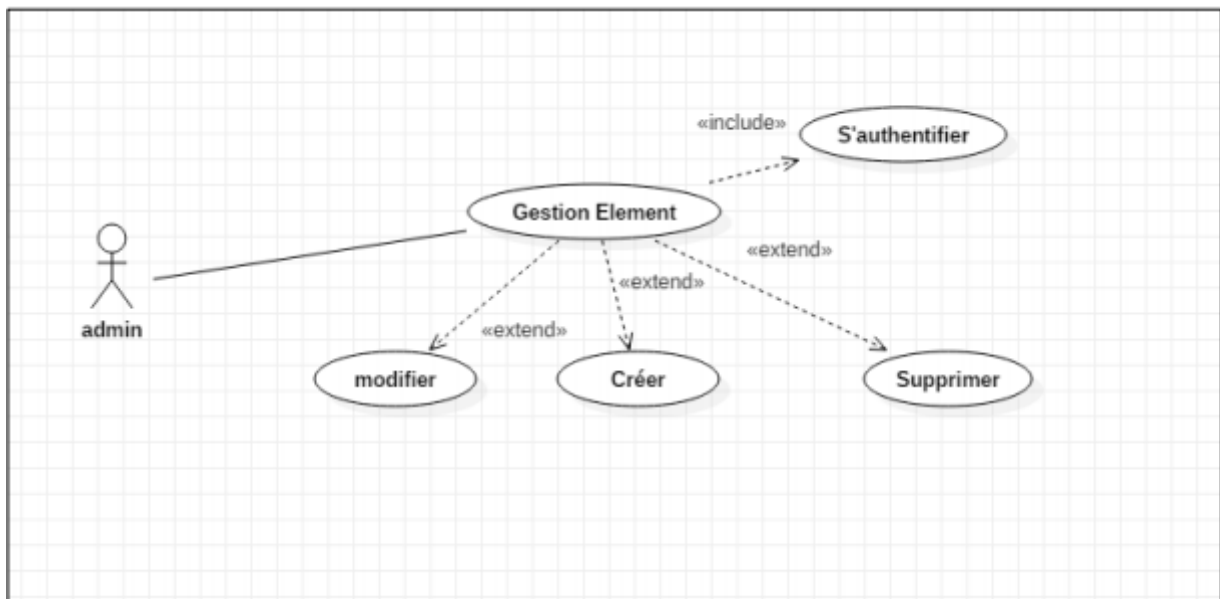 «include»
S'authentifier
Gestion Element
«extend»
«extend»
«extend»
admin
modifier
Créer
Supprimer